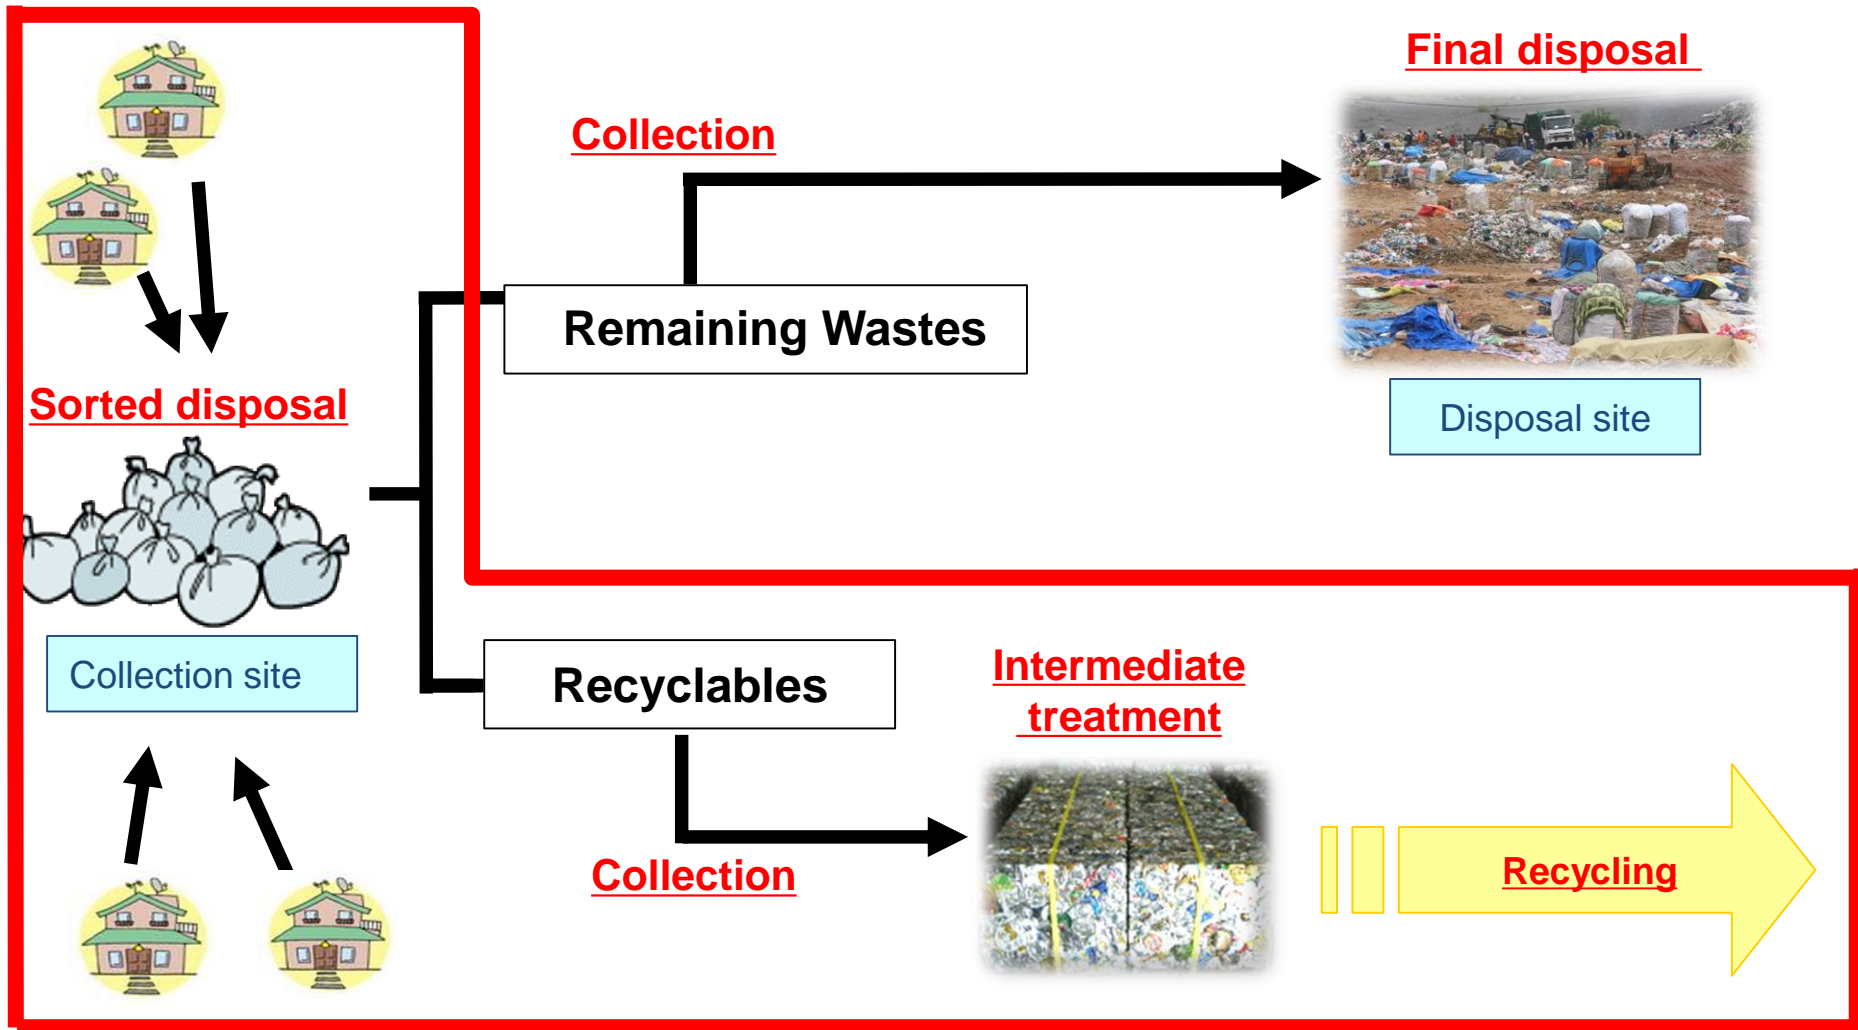 Final disposal
Collection
Remaining Wastes
Sorted disposal
Disposal site
Collection site
Recyclables
Intermediate
treatment
Collection
Recycling